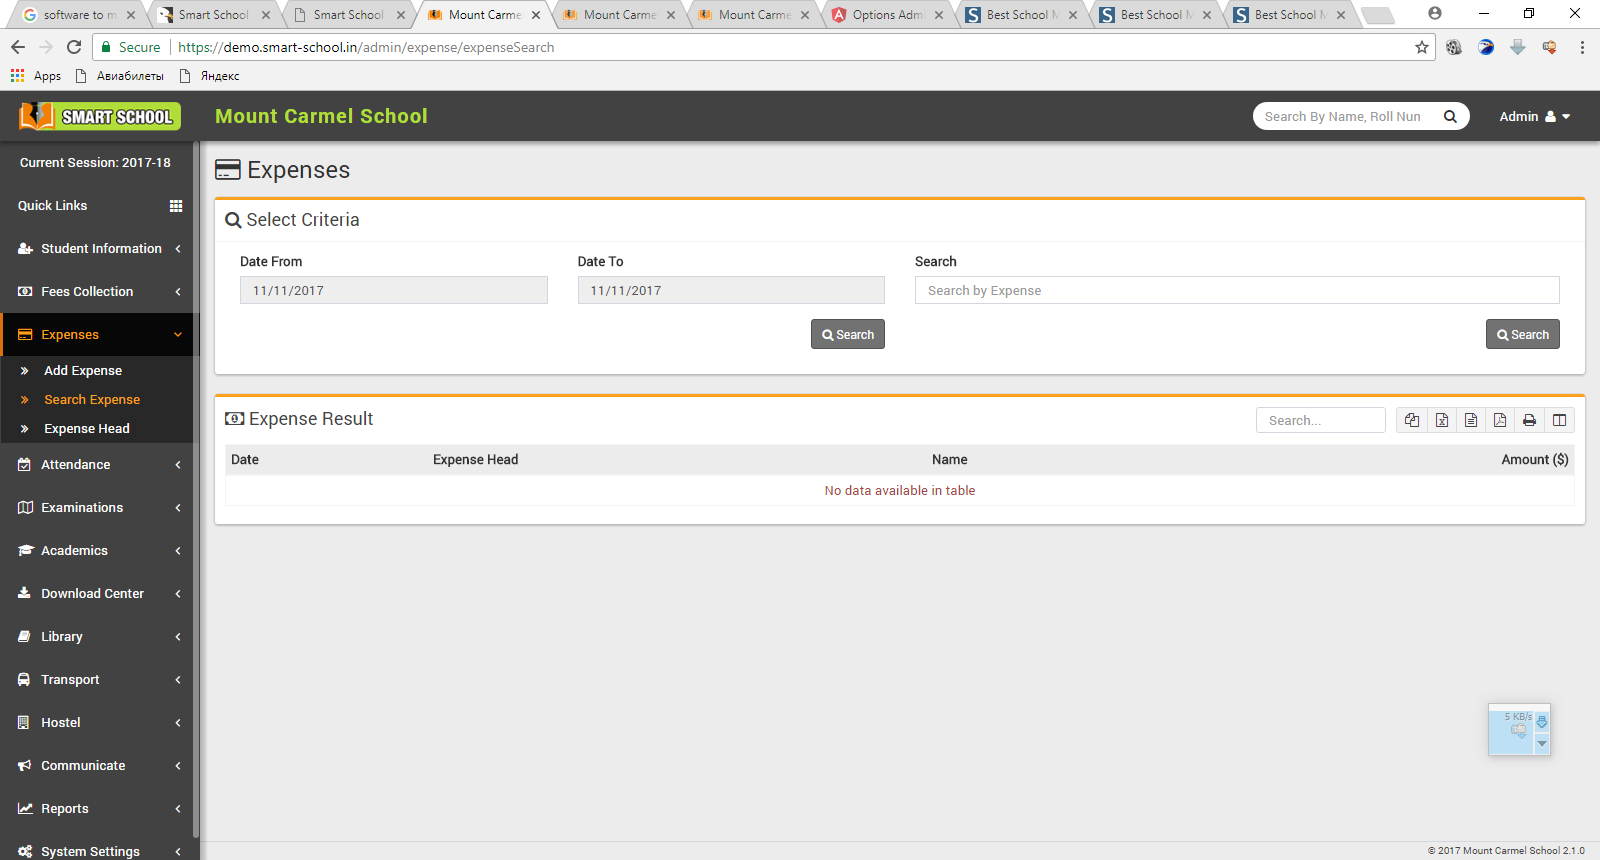 software to m
Smart School
Smart School
Mount Carme
Mount Carme
Mount Carme
Options Adm
Best School M
Best School M
Best School M
Secure https://demo.smart-school.in/admin/expense/expenseSearch
Apps Авиабилеты Яндекс
SMART SCHOOL
Mount Carmel School
Search By Name, Roll Num
Admin
Current Session: 2017-18
Quick Links
Student Information
Fees Collection
Expenses
Add Expense
Search Expense
Expense Head
Attendance
Examinations
Academics
Download Center
Library
Transport
Hostel
Communicate
Reports
System Settings
Expenses
Select Criteria
Date From Date To Search
11/11/2017 11/11/2017 Search by Expense
Search Search
Expense Result
Search...
Date Expense Head Name Amount ($)
No data available in table
5 KB/s
© 2017 Mount Carmel School 2.1.0